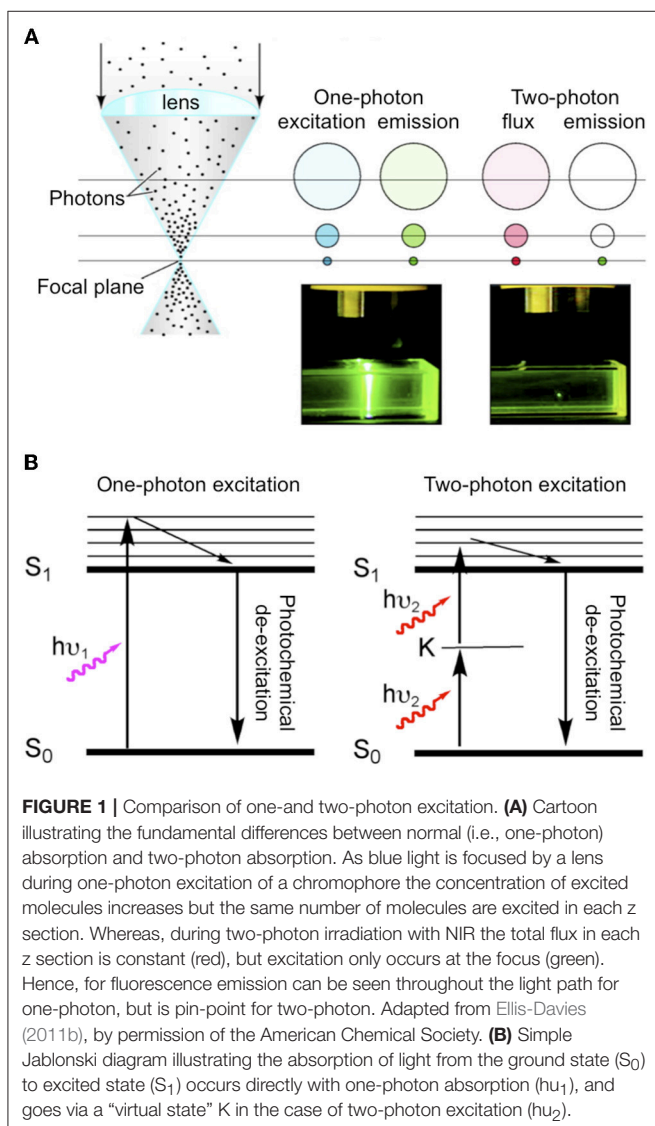 A
lens
One-photon
excitation emission
Two-photon
flux emission
Photons
Focal plane
B
One-photon excitation
Two-photon excitation
S1
hυ1
Photochemical
de-excitation
S0
S1
hυ2
K
hυ2
Photochemical
de-excitation
S0
FIGURE 1 | Comparison of one-and two-photon excitation. (A) Cartoon
illustrating the fundamental differences between normal (i.e., one-photon)
absorption and two-photon absorption. As blue light is focused by a lens
during one-photon excitation of a chromophore the concentration of excited
molecules increases but the same number of molecules are excited in each z
section. Whereas, during two-photon irradiation with NIR the total flux in each
z section is constant (red), but excitation only occurs at the focus (green).
Hence, for fluorescence emission can be seen throughout the light path for
one-photon, but is pin-point for two-photon. Adapted from Ellis-Davies
(2011b), by permission of the American Chemical Society. (B) Simple
Jablonski diagram illustrating the absorption of light from the ground state (S0)
to excited state (S1) occurs directly with one-photon absorption (hu1), and
goes via a “virtual state” K in the case of two-photon excitation (hu2).